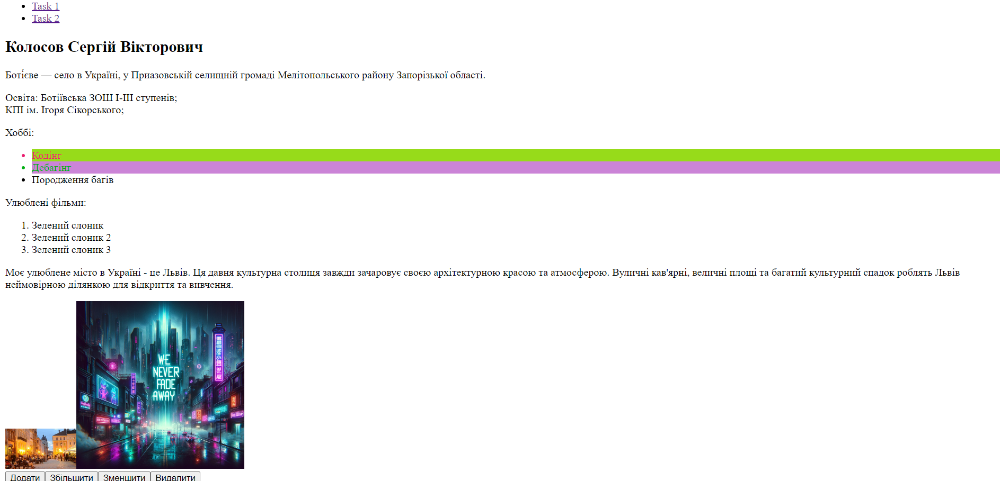 Task 1
Task 2
Колосов Сергій Вікторович
Боті́єве — село в Україні, у Приазовській селищній громаді Мелітопольського району Запорізької області.
Освіта: Ботіївська ЗОШ І-ІІІ ступенів;
КПІ ім. Ігоря Сікорського;
Хоббі:
Кодінг
Дебагінг
Породження багів
Улюблені фільми:
1. Зелений слоник
2. Зелений слоник 2
3. Зелений слоник 3
Моє улюблене місто в Україні - це Львів. Ця давня культурна столиця завжди зачаровує своєю архітектурною красою та атмосферою. Вуличні кав'ярні, величні площі та багатий культурний спадок роблять Львів
неймовірною ділянкою для відкриття та вивчення.
WE
NEVER
FADE
AWAY
Додати Збільшити Зменшити Видалити